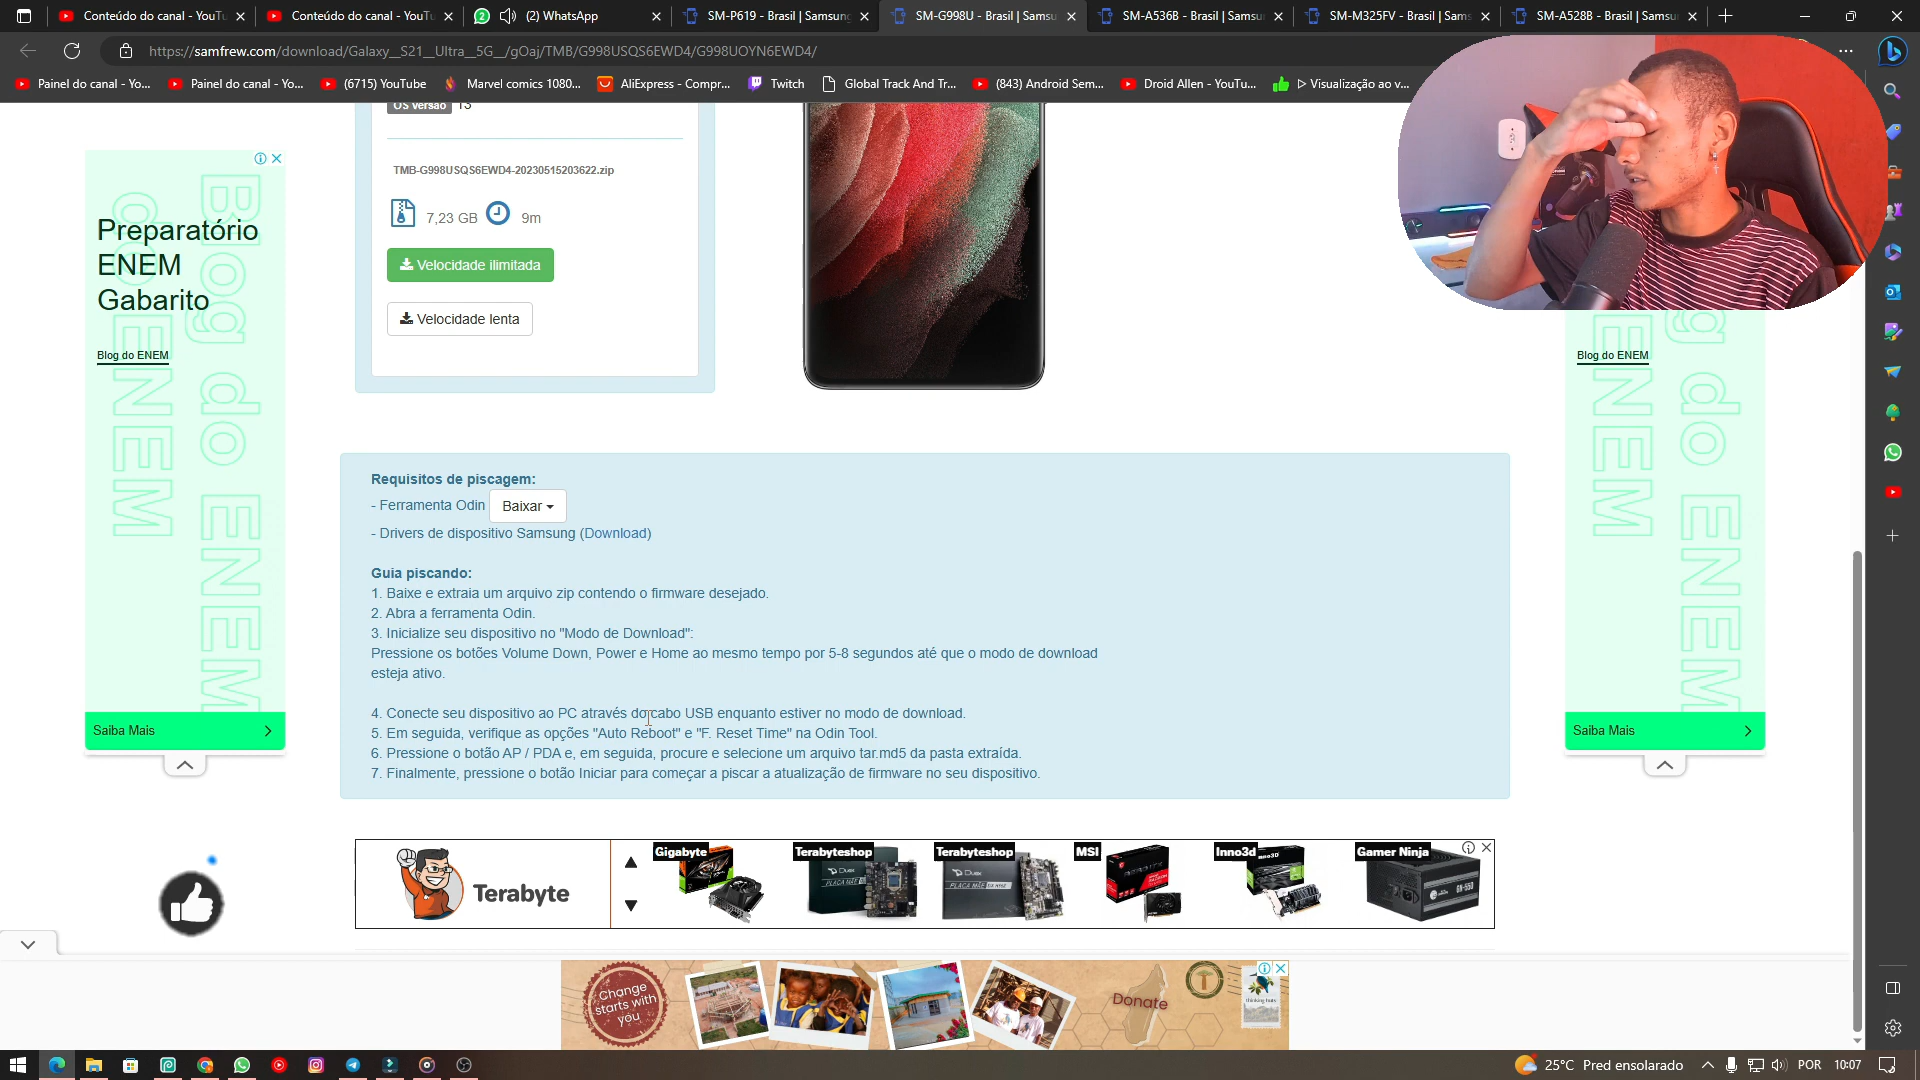 Conteúdo do canal - YouTu
Conteúdo do canal - YouTu
(2) WhatsApp
SM-P619 - Brasil | Samsung
SM-G998U - Brasil | Samsu
SM-A536B - Brasil | Samsu
SM-M325FV - Brasil | Sams
SM-A528B - Brasil | Samsu
https://samfrew.com/download/Galaxy__S21__Ultra__5G__/gOaj/TMB/G998USQS6EWD4/G998UOYN6EWD4/
Painel do canal - Yo...
Painel do canal - Yo...
(6715) YouTube
Marvel comics 1080...
AliExpress - Compr...
Twitch
Global Track And Tr...
(843) Android Sem...
Droid Allen - YouTu...
Visualização ao v...
OS versão 13
TMB-G998USQS6EWD4-20230515203622.zip
7,23 GB 9m
Velocidade ilimitada
Velocidade lenta
Preparatório
ENEM
Gabarito
Blog do ENEM
Blog do ENEM
Saiba Mais
Blog do ENEM
Saiba Mais
Requisitos de piscagem:
- Ferramenta Odin Baixar
- Drivers de dispositivo Samsung (Download)
Guia piscando:
1. Baixe e extraia um arquivo zip contendo o firmware desejado.
2. Abra a ferramenta Odin.
3. Inicialize seu dispositivo no "Modo de Download":
Pressione os botões Volume Down, Power e Home ao mesmo tempo por 5-8 segundos até que o modo de download
esteja ativo.
4. Conecte seu dispositivo ao PC através do cabo USB enquanto estiver no modo de download.
5. Em seguida, verifique as opções "Auto Reboot" e "F. Reset Time" na Odin Tool.
6. Pressione o botão AP / PDA e, em seguida, procure e selecione um arquivo tar.md5 da pasta extraída.
7. Finalmente, pressione o botão Iniciar para começar a piscar a atualização de firmware no seu dispositivo.
Terabyte
Gigabyte
Terabyteshop
Terabyteshop
MSI
Inno3d
Gamer Ninja
Change
starts with
you
Donate
25°C Pred ensolarado
POR
10:07